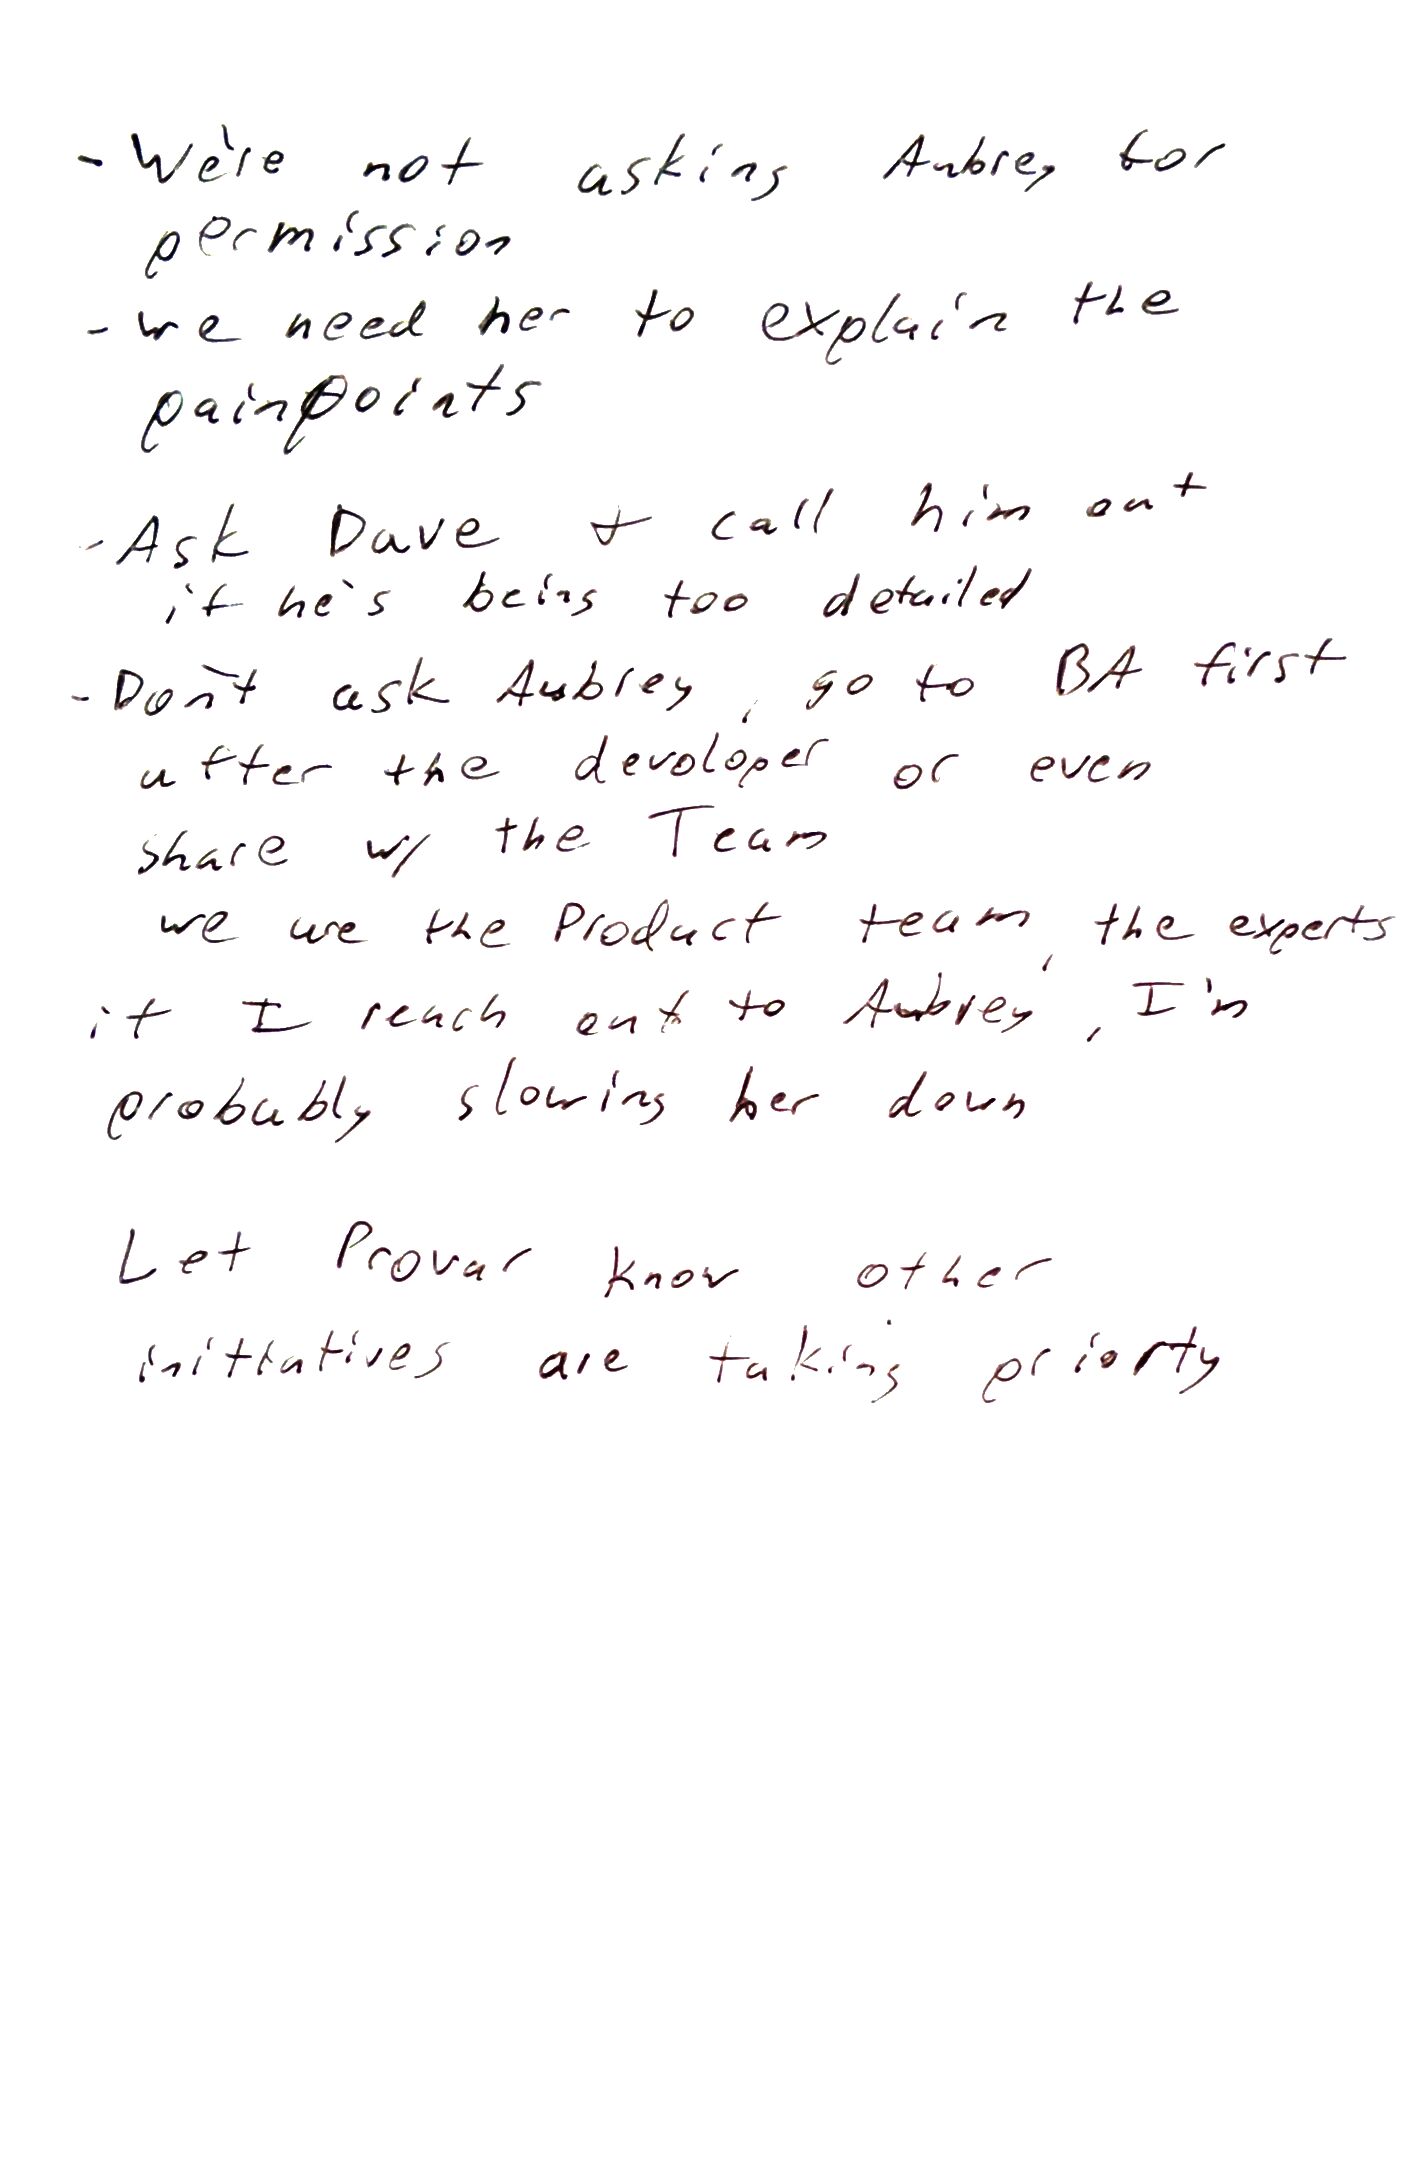 - We're not asking Aubrey for
permission
- we need her to explain the
painpoints
- Ask Dave + call him out
if he's being too detailed
- Don't ask Aubrey, go to BA first
after the devoloper or even
share w/ the Team
we we the Product team, the experts
if I reach out to Aubrey, I'm
probably slowing her down
Let Provar know other
initiatives are taking priorty